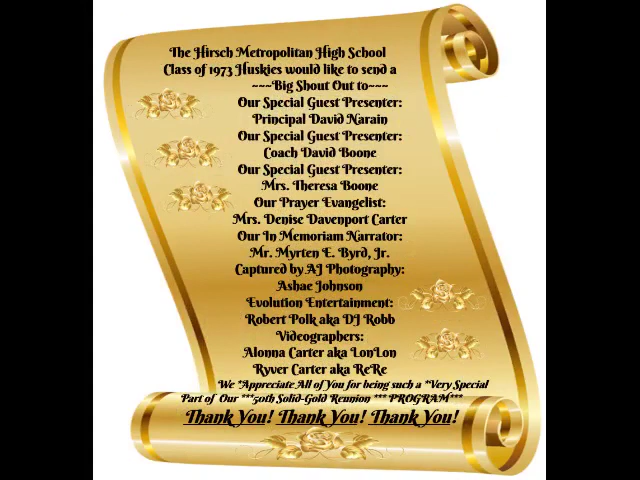 The Hirsch Metropolitan High School
Class of 1973 Huskies would like to send a
~~~Big Shout Out to~~~
Our Special Guest Presenter:
Principal David Narain
Our Special Guest Presenter:
Coach David Boone
Our Special Guest Presenter:
Mrs. Theresa Boone
Our Prayer Evangelist:
Mrs. Denise Davenport Carter
Our In Memoriam Narrator:
Mr. Myrten E. Byrd, Jr.
Captured by AJ Photography:
Ashae Johnson
Evolution Entertainment:
Robert Polk aka DJ Robb
Videographers:
Alonna Carter aka LonLon
Ryver Carter aka ReRe
We *Appreciate All of You for being such a *Very Special
Part of Our ***50th Solid-Gold Reunion *** PROGRAM***
Thank You! Thank You! Thank You!